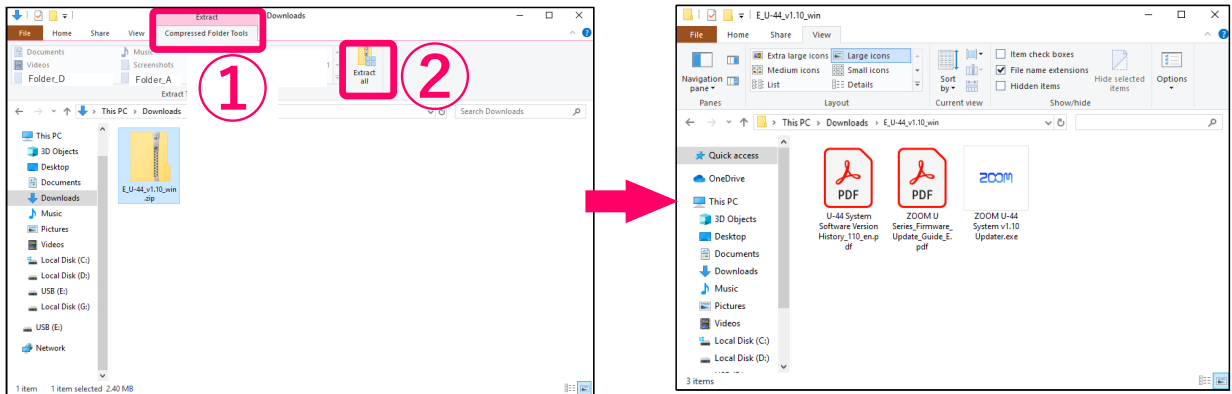 Extract
Downloads
File
Home
Share
View
Compressed Folder Tools
Documents
Music
Videos
Screenshots
Folder_D
Folder_A
1
Extract
all
Extract
1
2
This PC
Downloads
Search Downloads
This PC
3D Objects
Desktop
Documents
Downloads
Music
Pictures
Videos
Local Disk (C:)
Local Disk (D:)
USB (E:)
Local Disk (G:)
USB (E:)
Network
E_U-44_v1.10_win
.zip
1 item
1 item selected 2.40 MB
E_U-44_v1.10_win
File
Home
Share
View
Navigation
pane
Panes
Extra large icons
Large icons
Medium icons
Small icons
List
Details
Layout
Sort
by
Current view
Item check boxes
File name extensions
Hidden items
Hide selected
items
Show/hide
Options
This PC
Downloads
E_U-44_v1.10_win
Quick access
OneDrive
This PC
3D Objects
Desktop
Documents
Downloads
Music
Pictures
Videos
Local Disk (C:)
Local Disk (D:)
PDF
U-44 System
Software Version
History_110_en.p
df
PDF
ZOOM U
Series_Firmware_
Update_Guide_E.
pdf
ZOOM
ZOOM U-44
System v1.10
Updater.exe
3 items